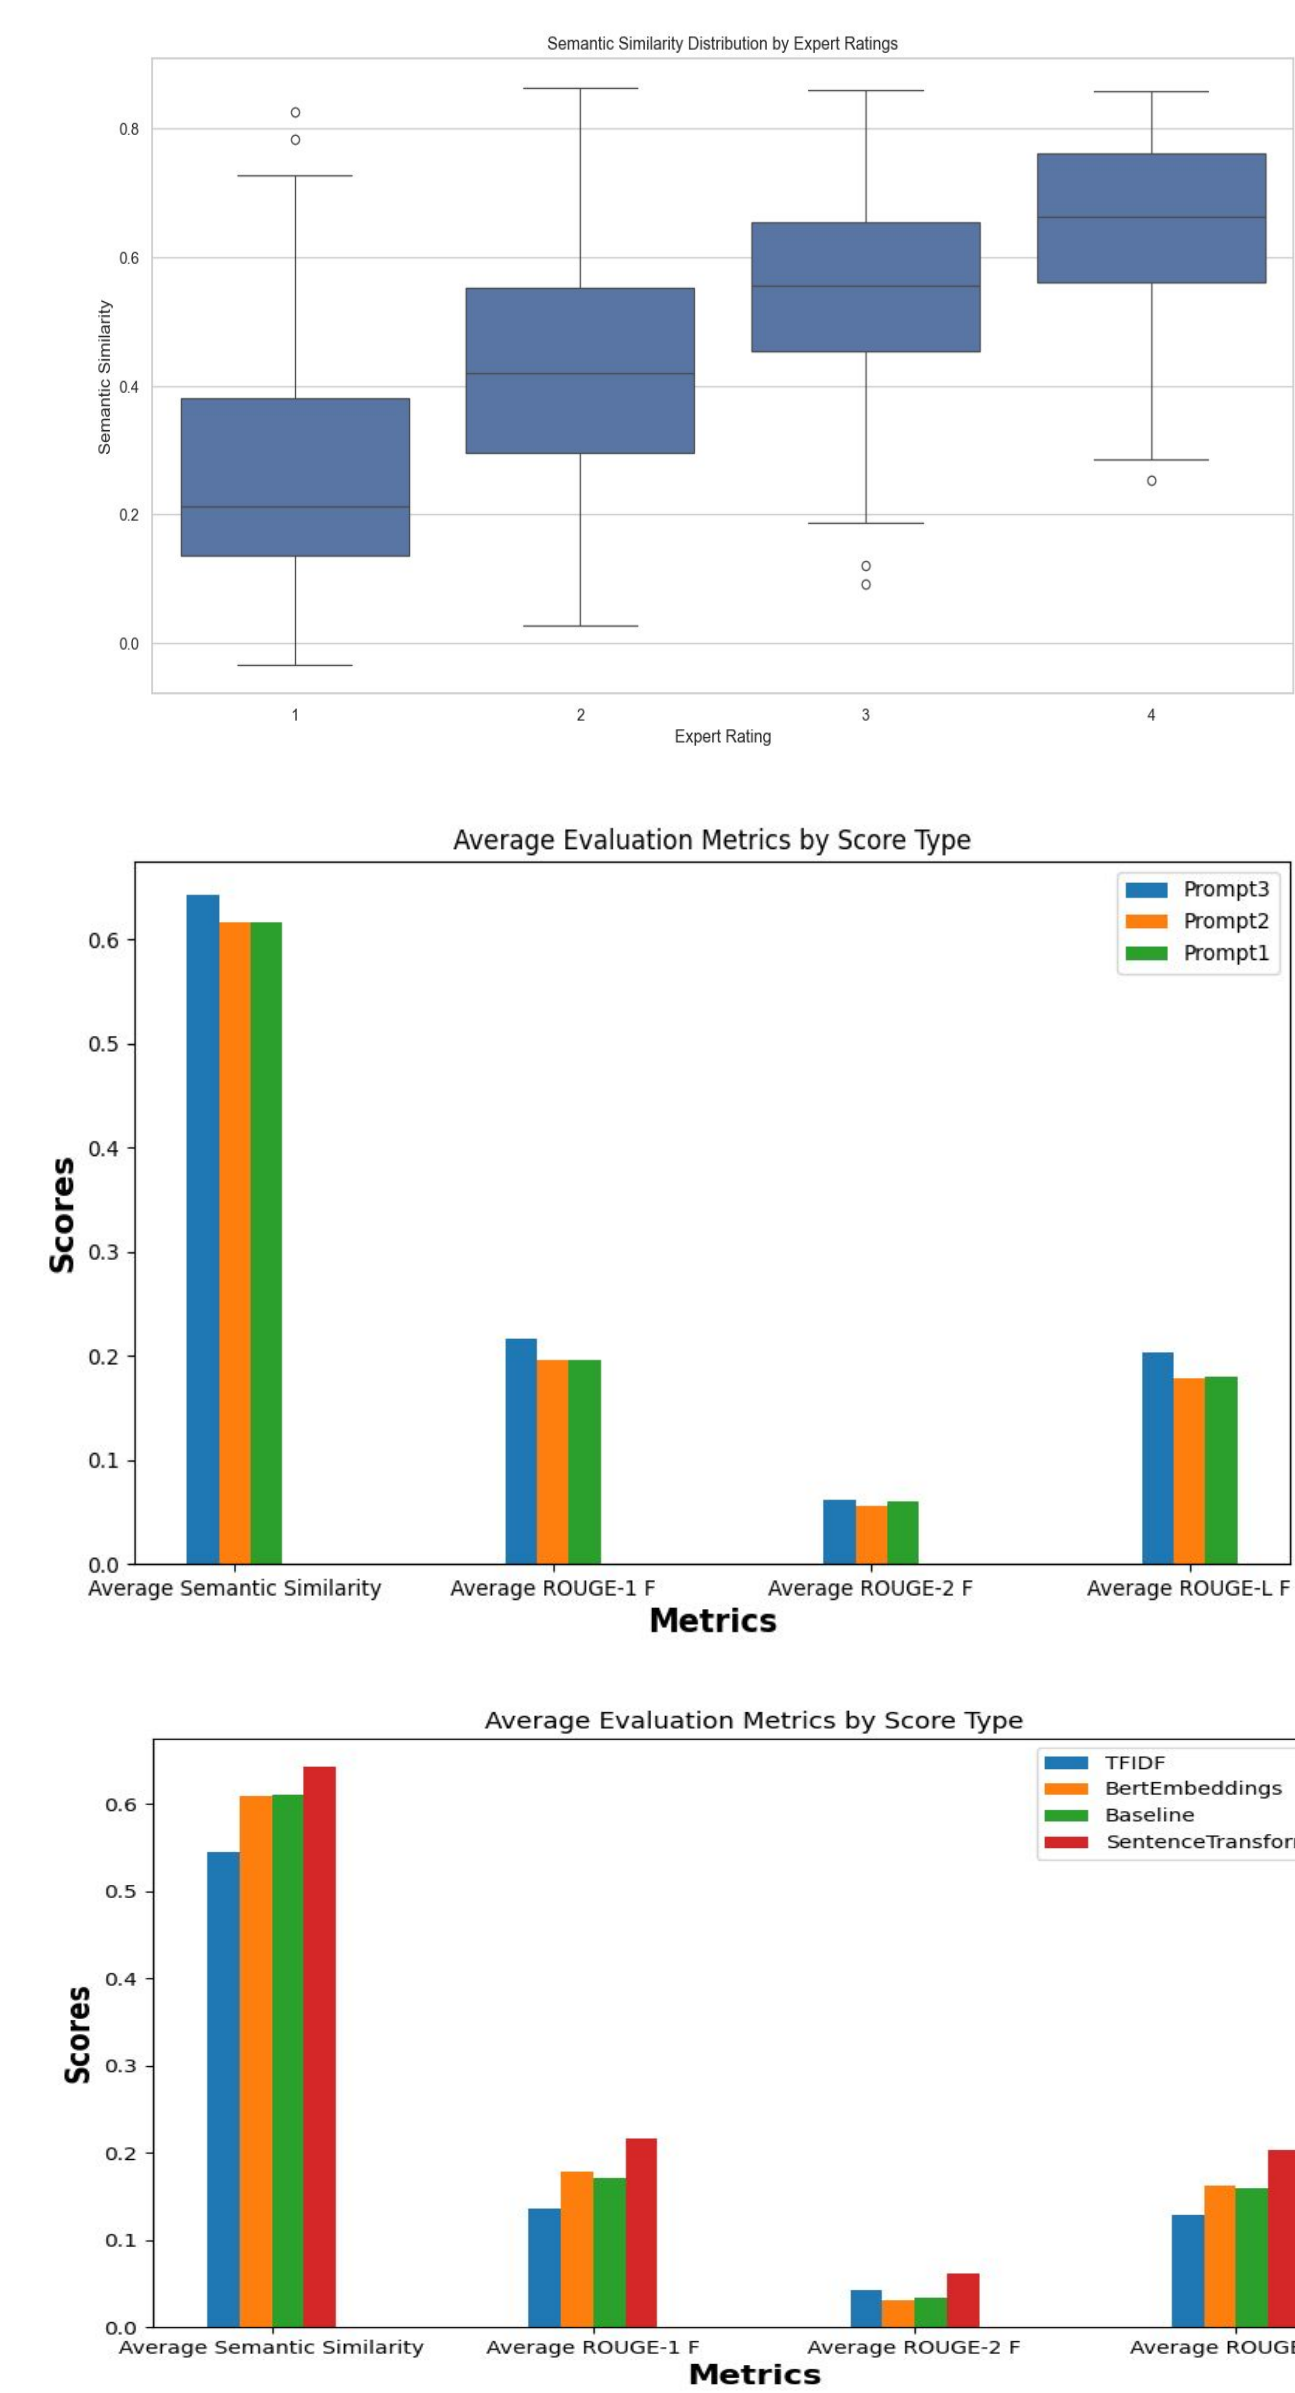 Semantic Similarity Distribution by Expert Ratings
0.8
0.6
0.4
0.2
0.0
Semantic Similarity
1 2 3 4
Expert Rating
Average Evaluation Metrics by Score Type
Prompt3
Prompt2
Prompt1
0.6
0.5
0.4
0.3
0.2
0.1
0.0
Scores
Average Semantic Similarity Average ROUGE-1 F Average ROUGE-2 F Average ROUGE-L F
Metrics
Average Evaluation Metrics by Score Type
TFIDF
BertEmbeddings
Baseline
SentenceTransfor
0.6
0.5
0.4
0.3
0.2
0.1
0.0
Scores
Average Semantic Similarity Average ROUGE-1 F Average ROUGE-2 F Average ROUGE
Metrics